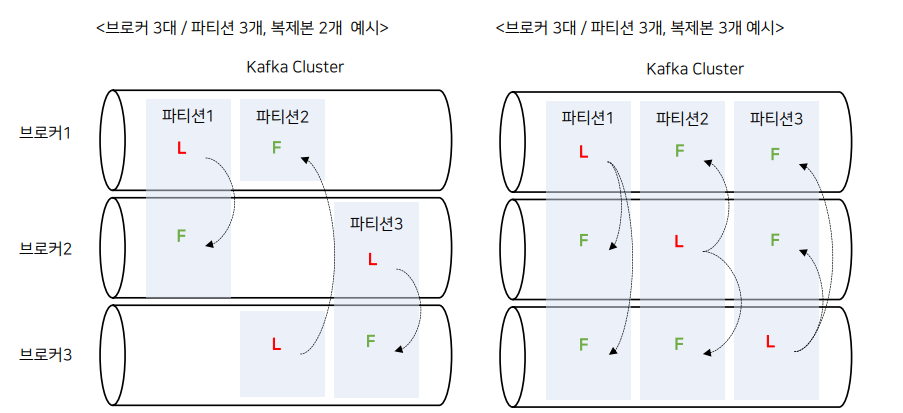 <브로커 3대 / 파티션 3개, 복제본 2개 예시>
Kafka Cluster
브로커1
파티션1
파티션2
L
F
브로커2
파티션3
F
L
브로커3
L
F
<브로커 3대 / 파티션 3개, 복제본 3개 예시>
Kafka Cluster
파티션1
파티션2
파티션3
L
F
F
F
L
F
F
F
L